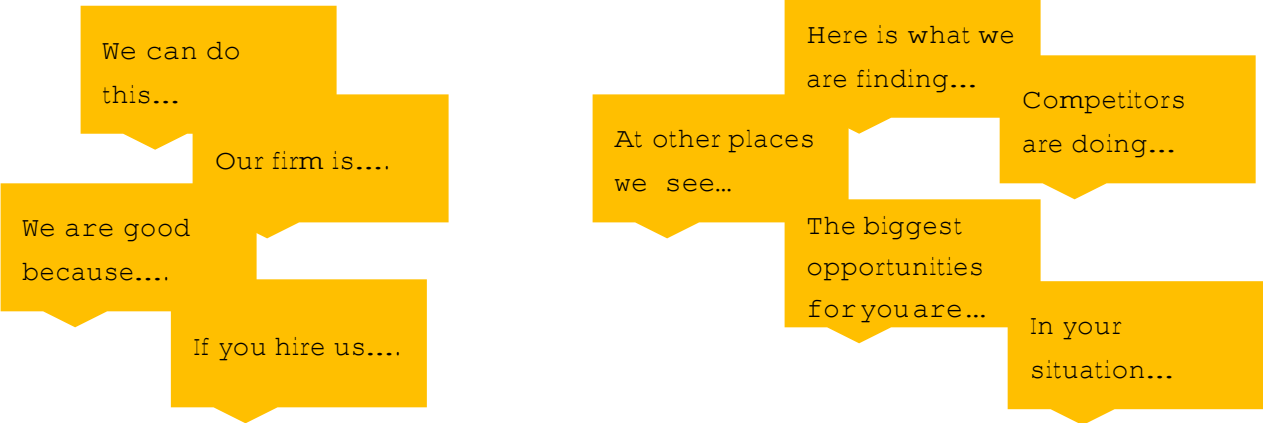 We can do
this...
Our firm is....
We are good
because....
If you hire us....
Here is what we
are finding...
Competitors
are doing...
At other places
we see...
The biggest
opportunities
for you are...
In your
situation...